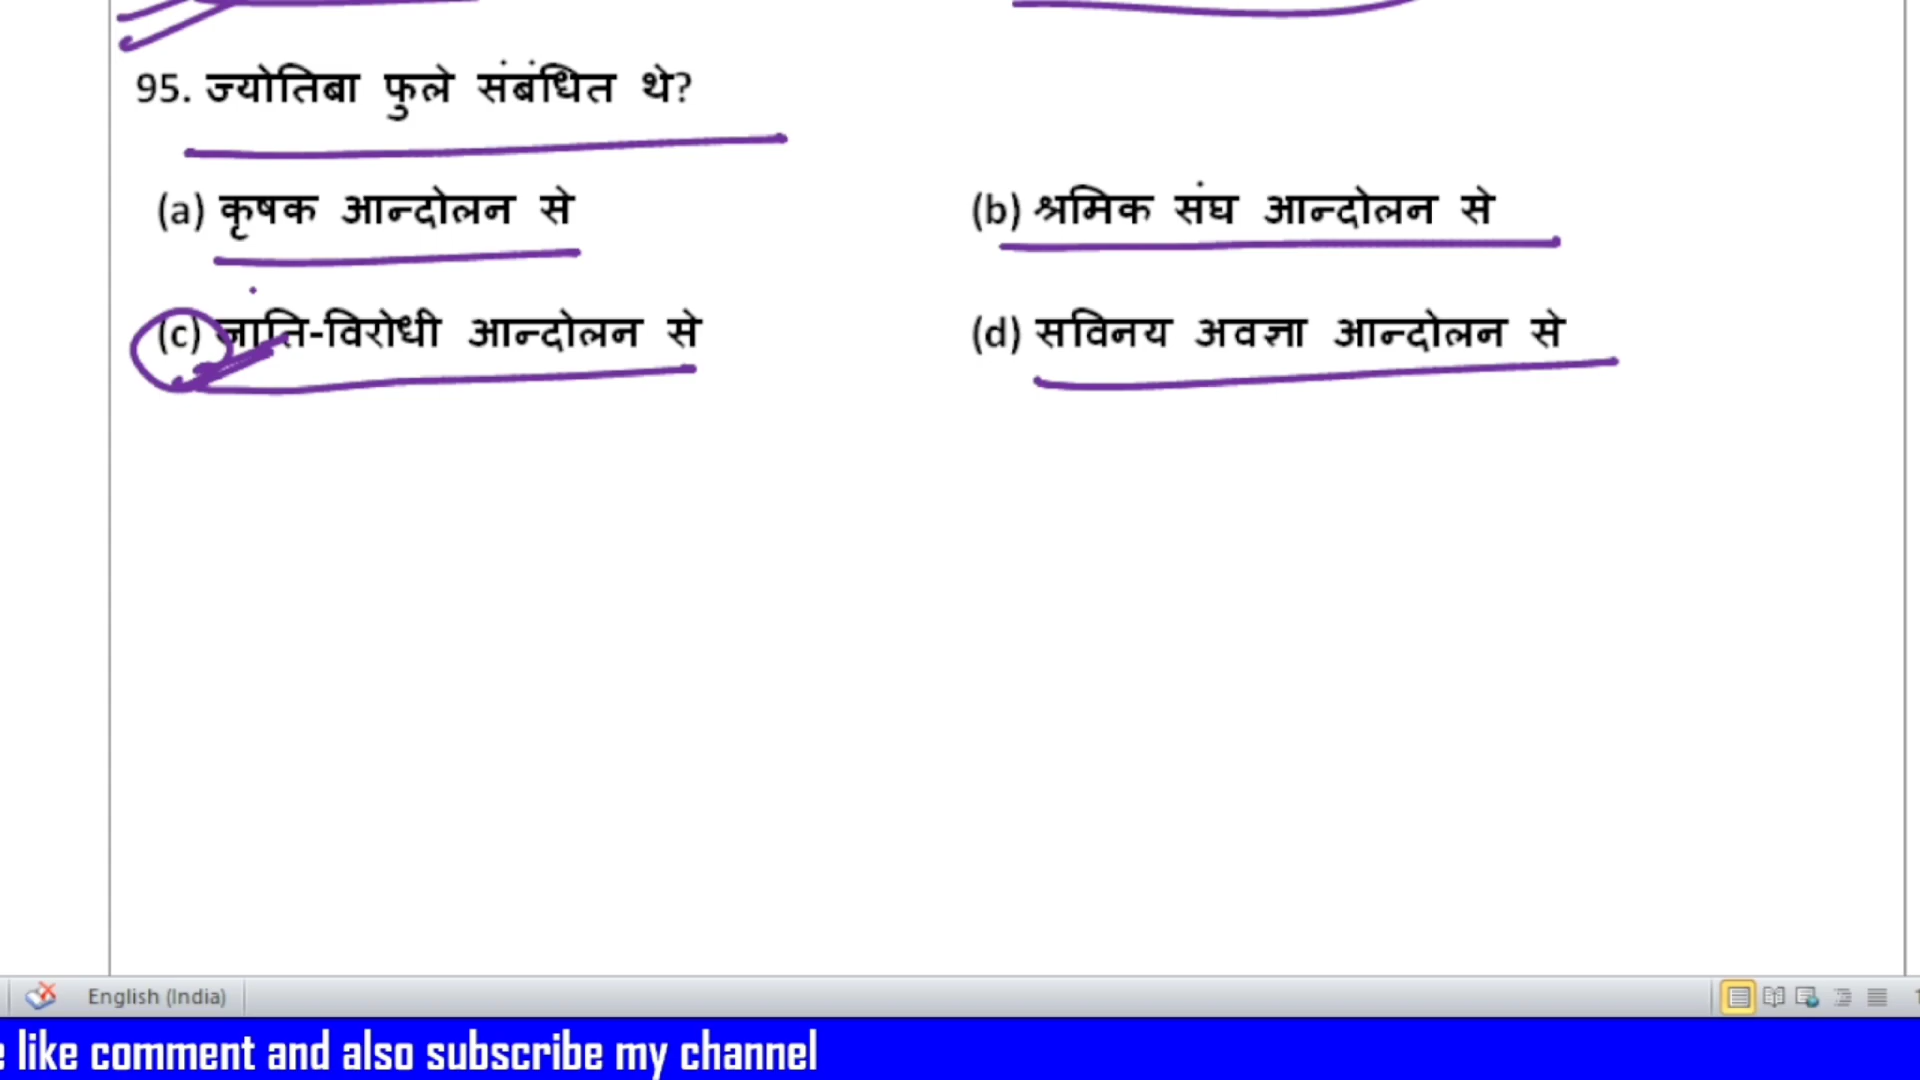 95. ज्योतिबा फुले संबंधित थे?
(a) कृषक आन्दोलन से (b) श्रमिक संघ आन्दोलन से
(c) जाति-विरोधी आन्दोलन से (d) सविनय अवज्ञा आन्दोलन से
English (India)
like comment and also subscribe my channel